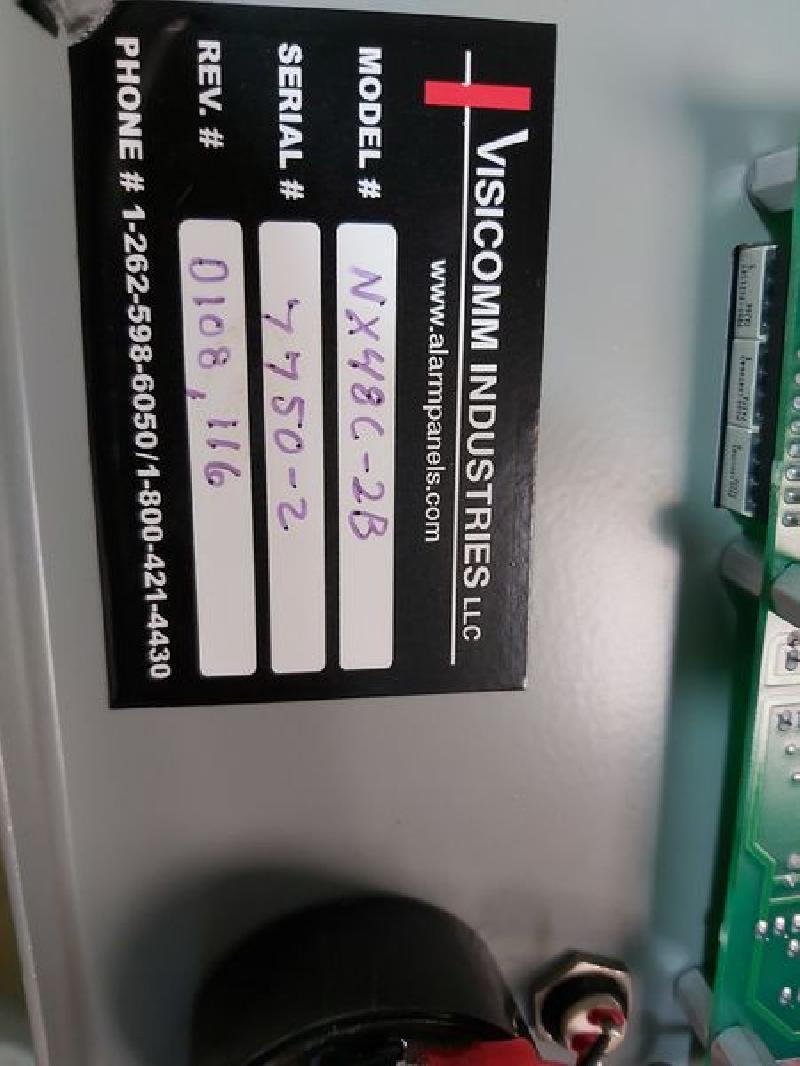 VISICOMM INDUSTRIES LLC
www.alarmpanels.com
MODEL # NX48C-2B
SERIAL # 7750-2
REV. # 0108, 116
PHONE # 1-262-598-6050/1-800-421-4430